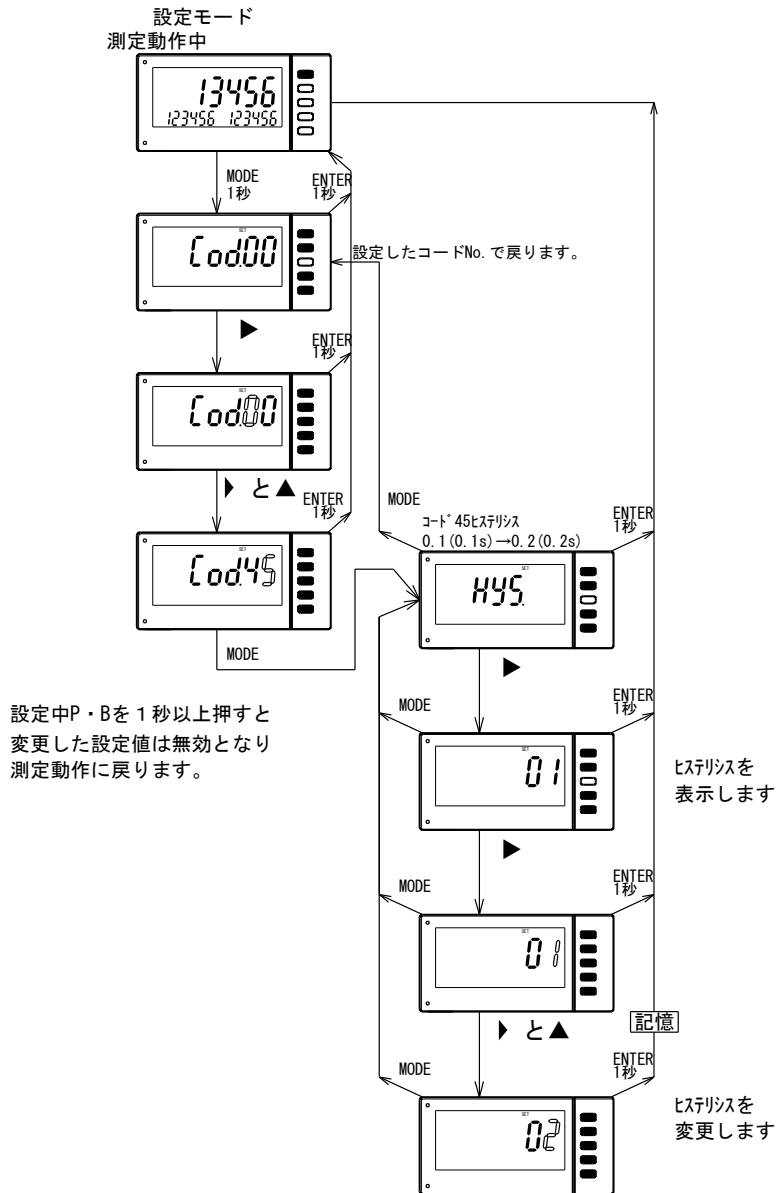 設定モード
測定動作中
13456
123456 123456
MODE
1秒
ENTER
1秒
SET
Cod.00
設定したコードNo.で戻ります。
▶
ENTER
1秒
SET
Cod.00
▶ と▲
ENTER
1秒
SET
Cod.45
MODE
MODE
ｺｰﾄﾞ45ﾋｽﾃﾘｼｽ
0.1(0.1s)→0.2(0.2s)
ENTER
1秒
SET
HYS.
▶
設定中P・Bを１秒以上押すと
変更した設定値は無効となり
測定動作に戻ります。
MODE
ENTER
1秒
SET
01
ﾋｽﾃﾘｼｽを
表示します
▶
MODE
ENTER
1秒
SET
01
▶ と▲
記憶
MODE
ENTER
1秒
SET
02
ﾋｽﾃﾘｼｽを
変更します